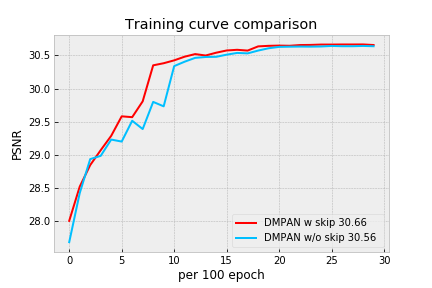 Training curve comparison
PSNR
30.5
30.0
29.5
29.0
28.5
28.0
DMPAN w skip 30.66
DMPAN w/o skip 30.56
0 5 10 15 20 25 30
per 100 epoch